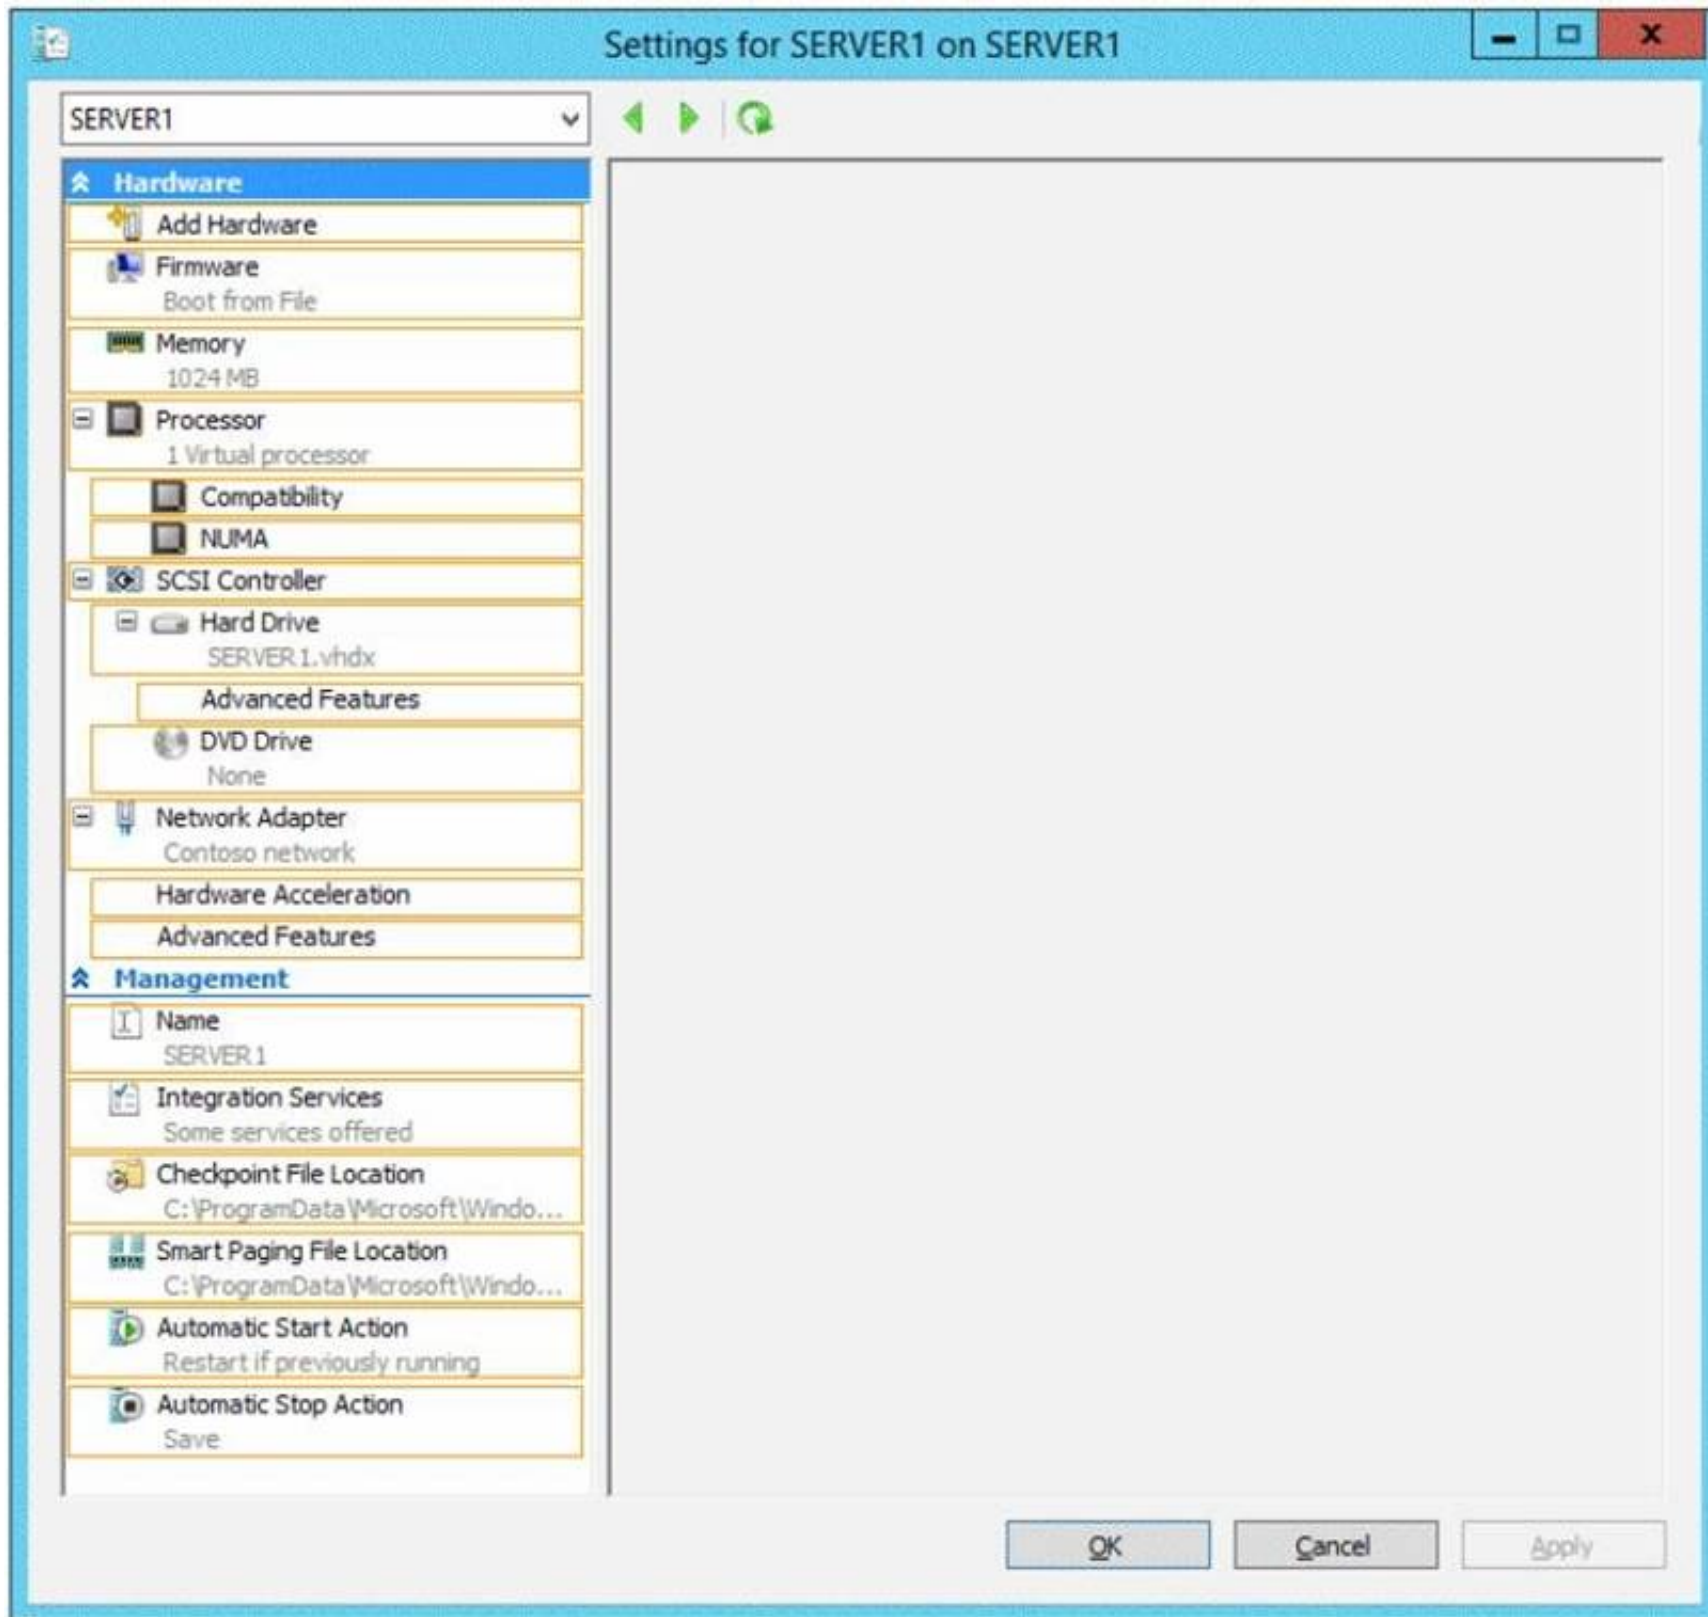 Settings for SERVER1 on SERVER1
SERVER1
Hardware
Add Hardware
Firmware
Boot from File
Memory
1024 MB
Processor
1 Virtual processor
Compatibility
NUMA
SCSI Controller
Hard Drive
SERVER1.vhdx
Advanced Features
DVD Drive
None
Network Adapter
Contoso network
Hardware Acceleration
Advanced Features
Management
Name
SERVER1
Integration Services
Some services offered
Checkpoint File Location
C:\ProgramData\Microsoft\Windo...
Smart Paging File Location
C:\ProgramData\Microsoft\Windo...
Automatic Start Action
Restart if previously running
Automatic Stop Action
Save
OK Cancel Apply